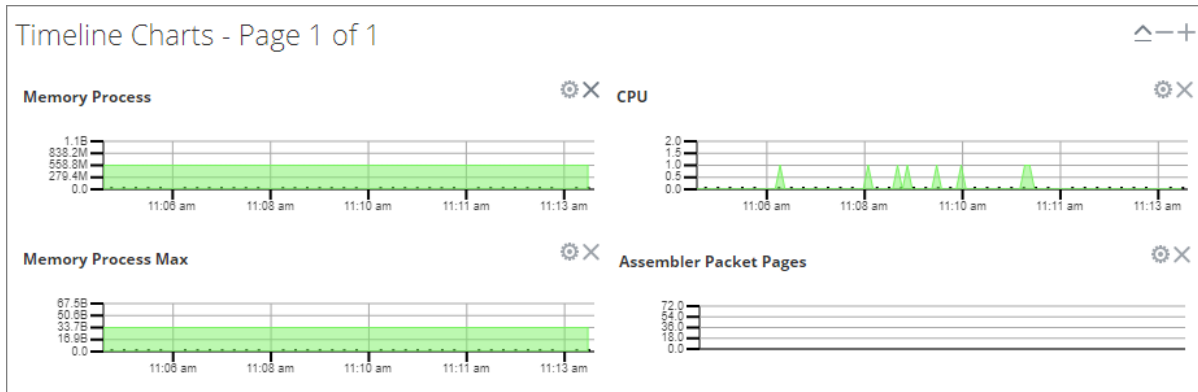 Timeline Charts - Page 1 of 1
Memory Process
1.1B
838.2M
558.8M
279.4M
0.0
11:06 am 11:08 am 11:10 am 11:11 am 11:13 am
CPU
2.0
1.5
1.0
0.5
0.0
11:06 am 11:08 am 11:10 am 11:11 am 11:13 am
Memory Process Max
67.5B
50.6B
33.7B
16.9B
0.0
11:06 am 11:08 am 11:10 am 11:11 am 11:13 am
Assembler Packet Pages
72.0
54.0
36.0
18.0
0.0